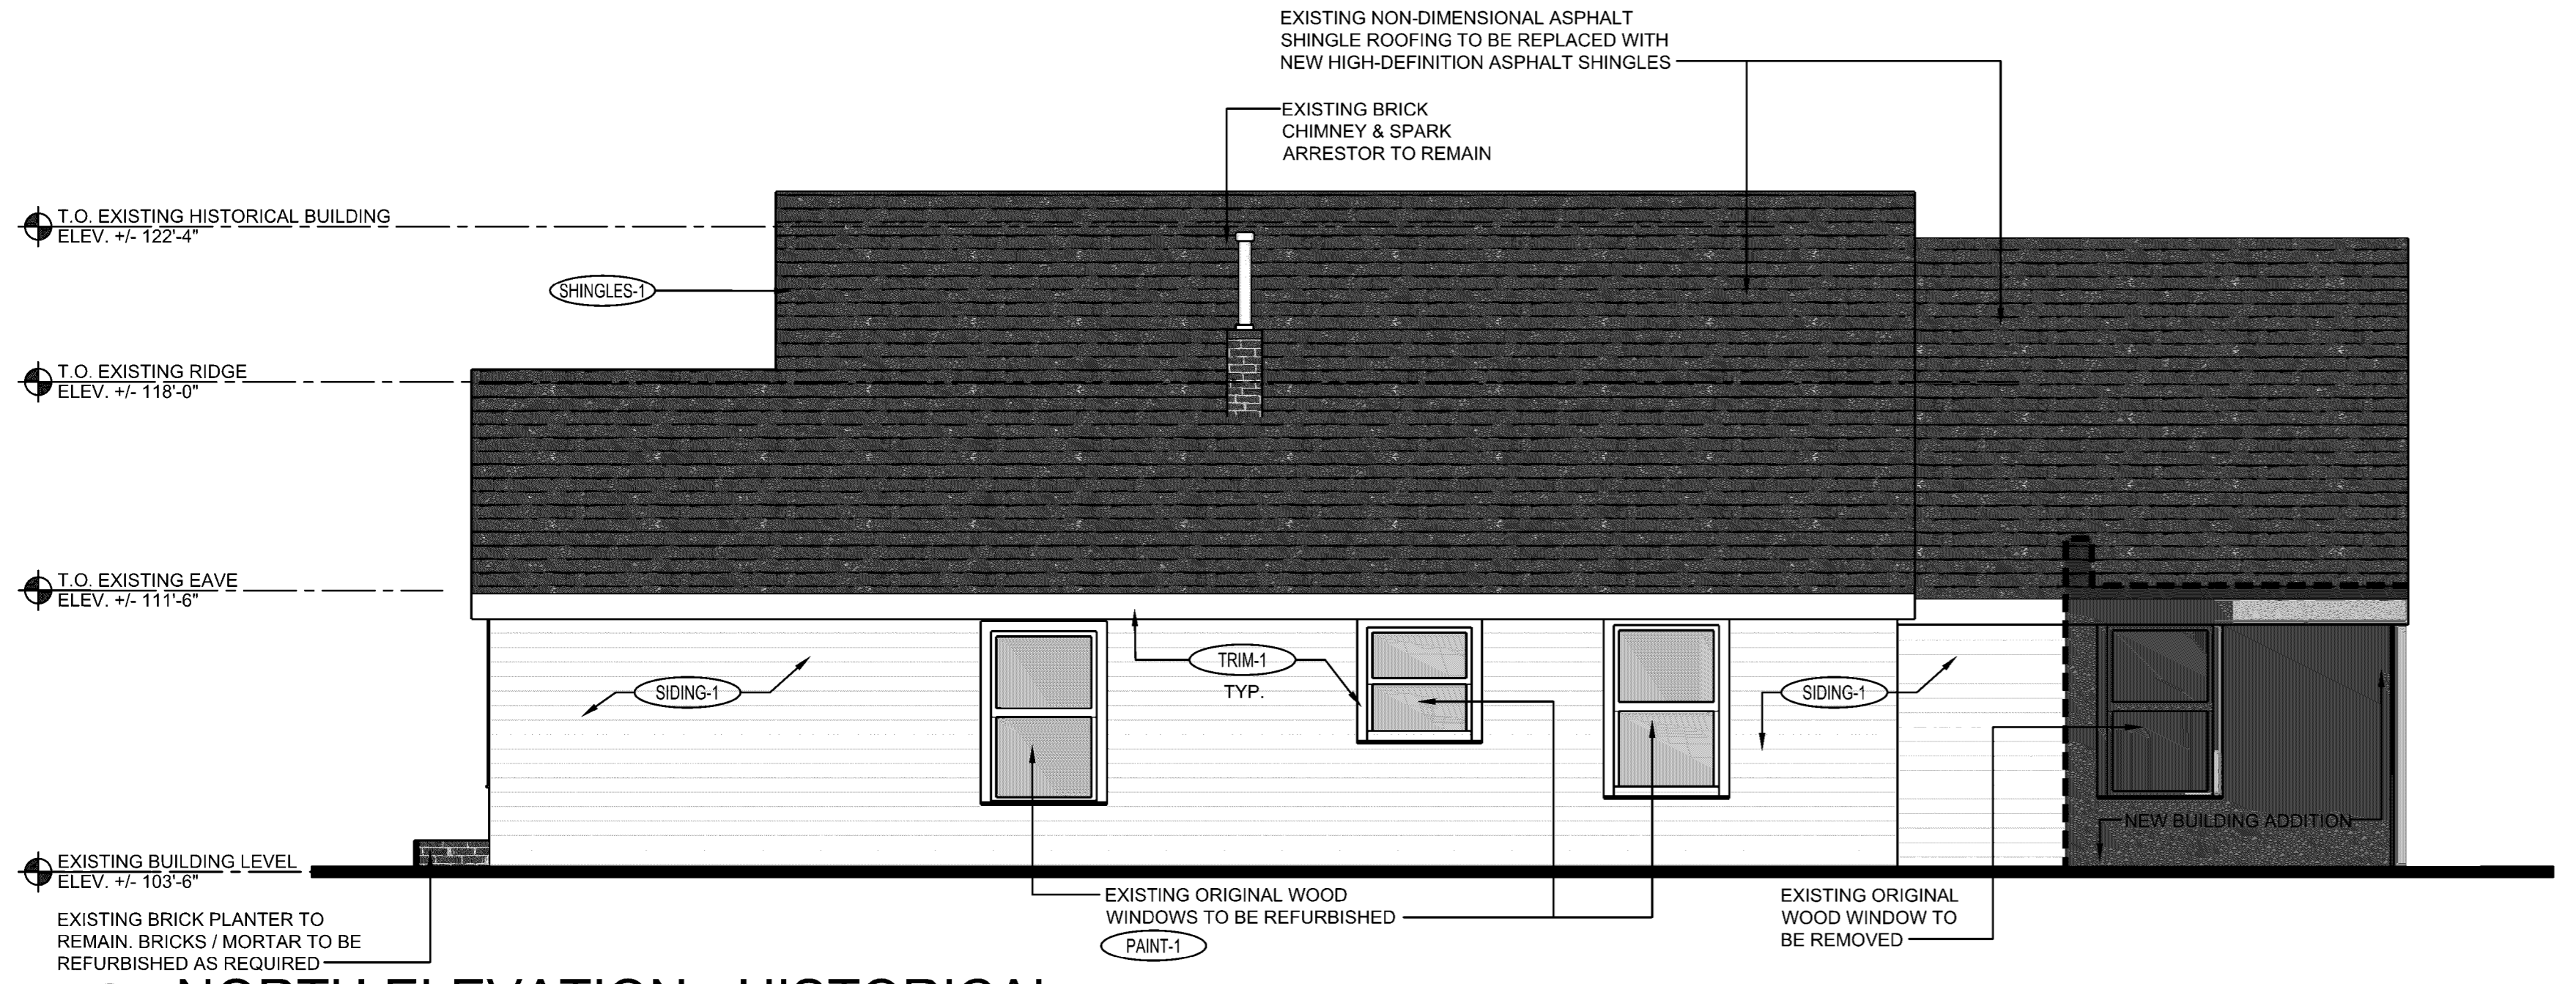 EXISTING NON-DIMENSIONAL ASPHALT
SHINGLE ROOFING TO BE REPLACED WITH
NEW HIGH-DEFINITION ASPHALT SHINGLES
EXISTING BRICK
CHIMNEY & SPARK
ARRESTOR TO REMAIN
T.O. EXISTING HISTORICAL BUILDING
ELEV. +/- 122'-4"
SHINGLES-1
T.O. EXISTING RIDGE
ELEV. +/- 118'-0"
T.O. EXISTING EAVE
ELEV. +/- 111'-6"
TRIM-1
TYP.
SIDING-1
SIDING-1
NEW BUILDING ADDITION
EXISTING BUILDING LEVEL
ELEV. +/- 103'-6"
EXISTING BRICK PLANTER TO
REMAIN. BRICKS / MORTAR TO BE
REFURBISHED AS REQUIRED
EXISTING ORIGINAL WOOD
WINDOWS TO BE REFURBISHED
PAINT-1
EXISTING ORIGINAL
WOOD WINDOW TO
BE REMOVED
NORTH ELEVATION - HISTORICAL